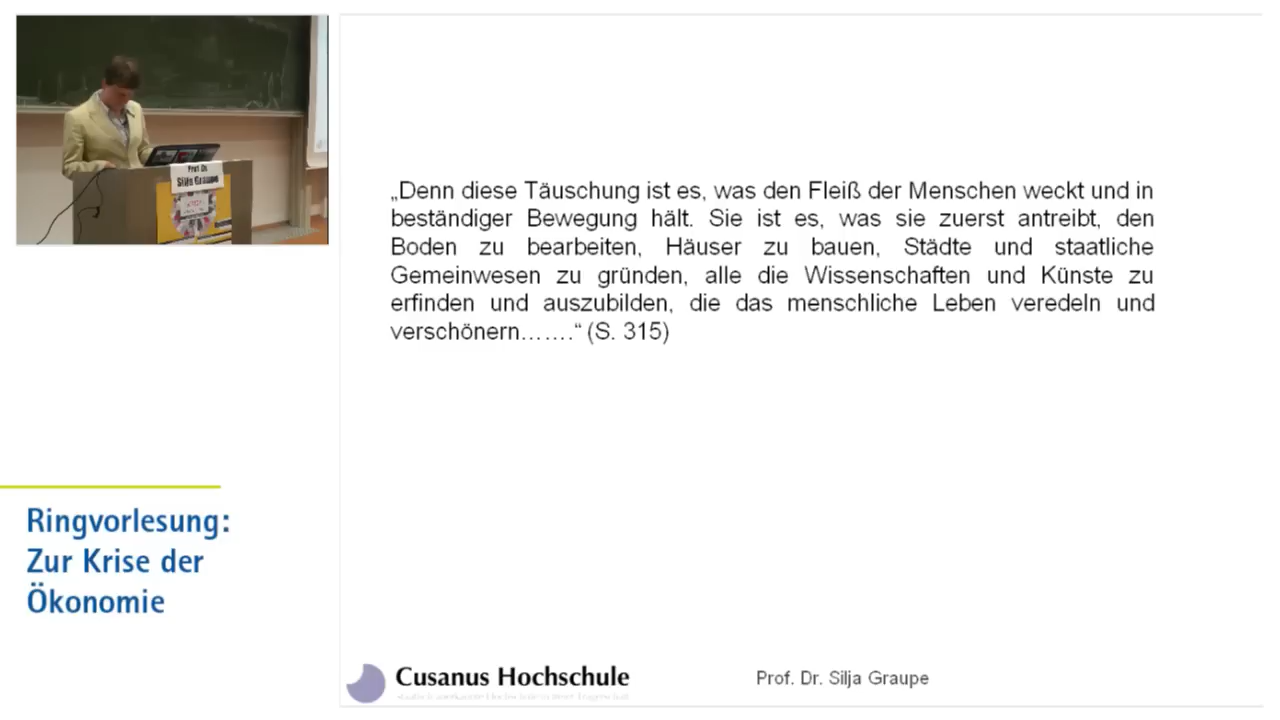 Prof. Dr.
Silja Graupe
„Denn diese Täuschung ist es, was den Fleiß der Menschen weckt und in
beständiger Bewegung hält. Sie ist es, was sie zuerst antreibt, den
Boden zu bearbeiten, Häuser zu bauen, Städte und staatliche
Gemeinwesen zu gründen, alle die Wissenschaften und Künste zu
erfinden und auszubilden, die das menschliche Leben veredeln und
verschönern…….“ (S. 315)
Ringvorlesung:
Zur Krise der
Ökonomie
Cusanus Hochschule
Prof. Dr. Silja Graupe